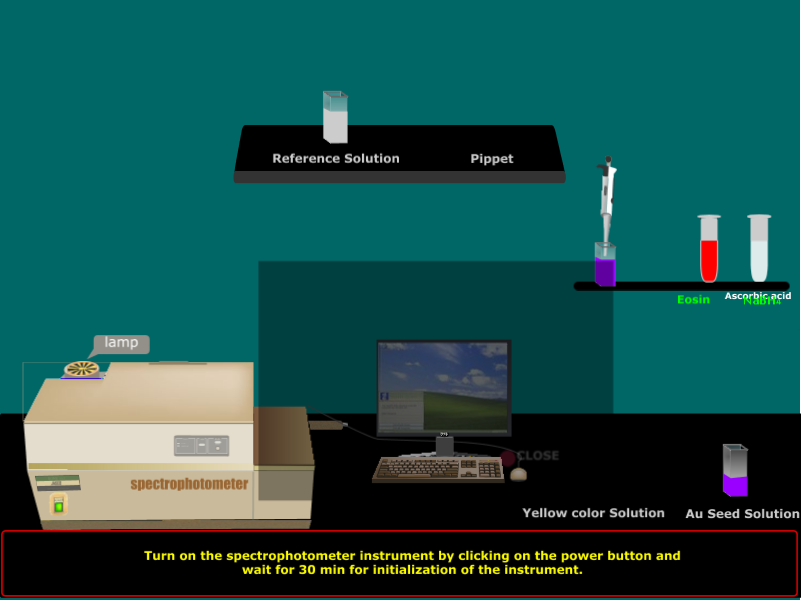 Reference Solution
Pippet
Ascorbic acid
Eosin
lamp
CLOSE
spectrophotometer
Yellow color Solution
Au Seed Solution
Turn on the spectrophotometer instrument by clicking on the power button and
wait for 30 min for initialization of the instrument.